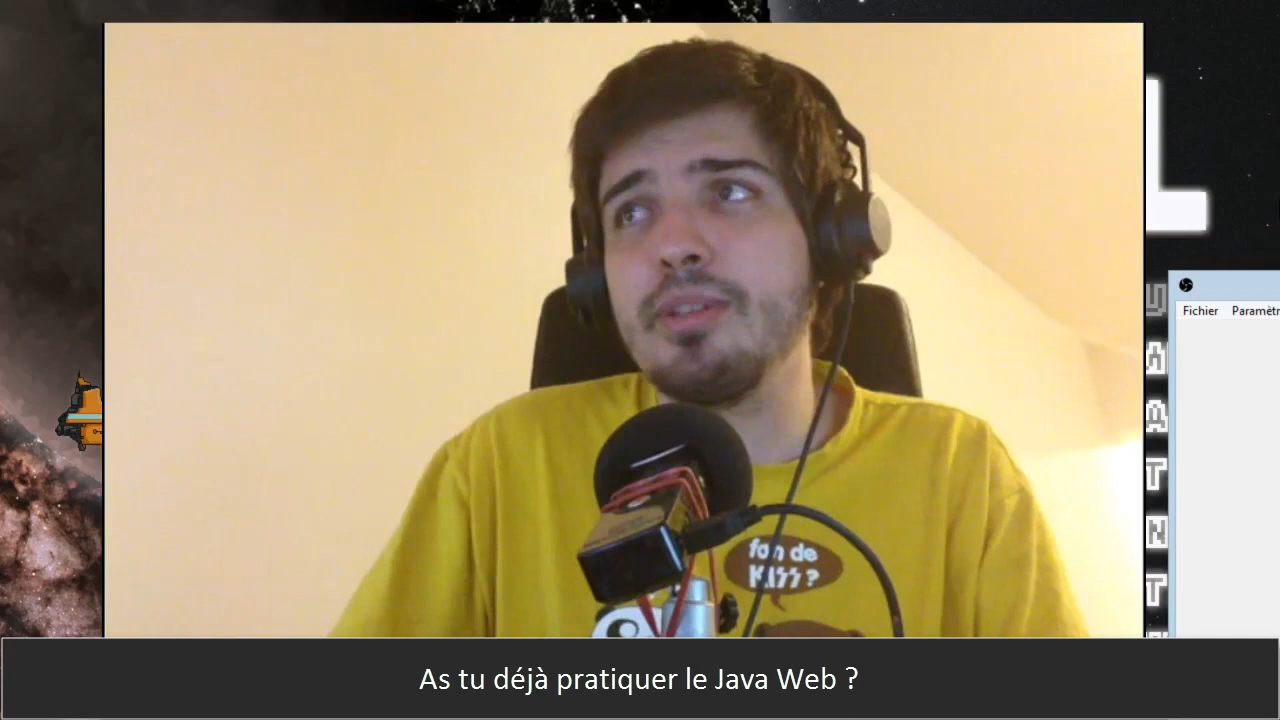 L
Fichier Paramètr
A
T
N
T
fan de
KISS ?
As tu déjà pratiquer le Java Web ?